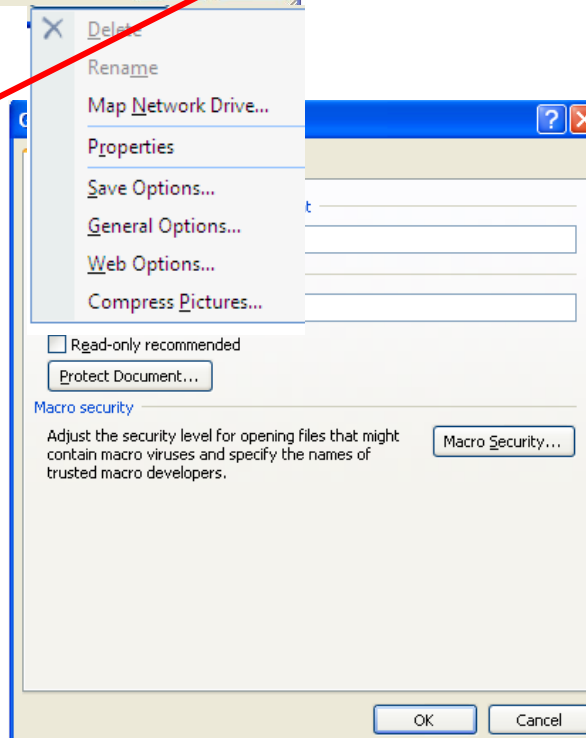 Delete
Rename
Map Network Drive...
Properties
Save Options...
General Options...
Web Options...
Compress Pictures...
Read-only recommended
Protect Document...
Macro security
Adjust the security level for opening files that might
contain macro viruses and specify the names of
trusted macro developers.
Macro Security...
OK
Cancel